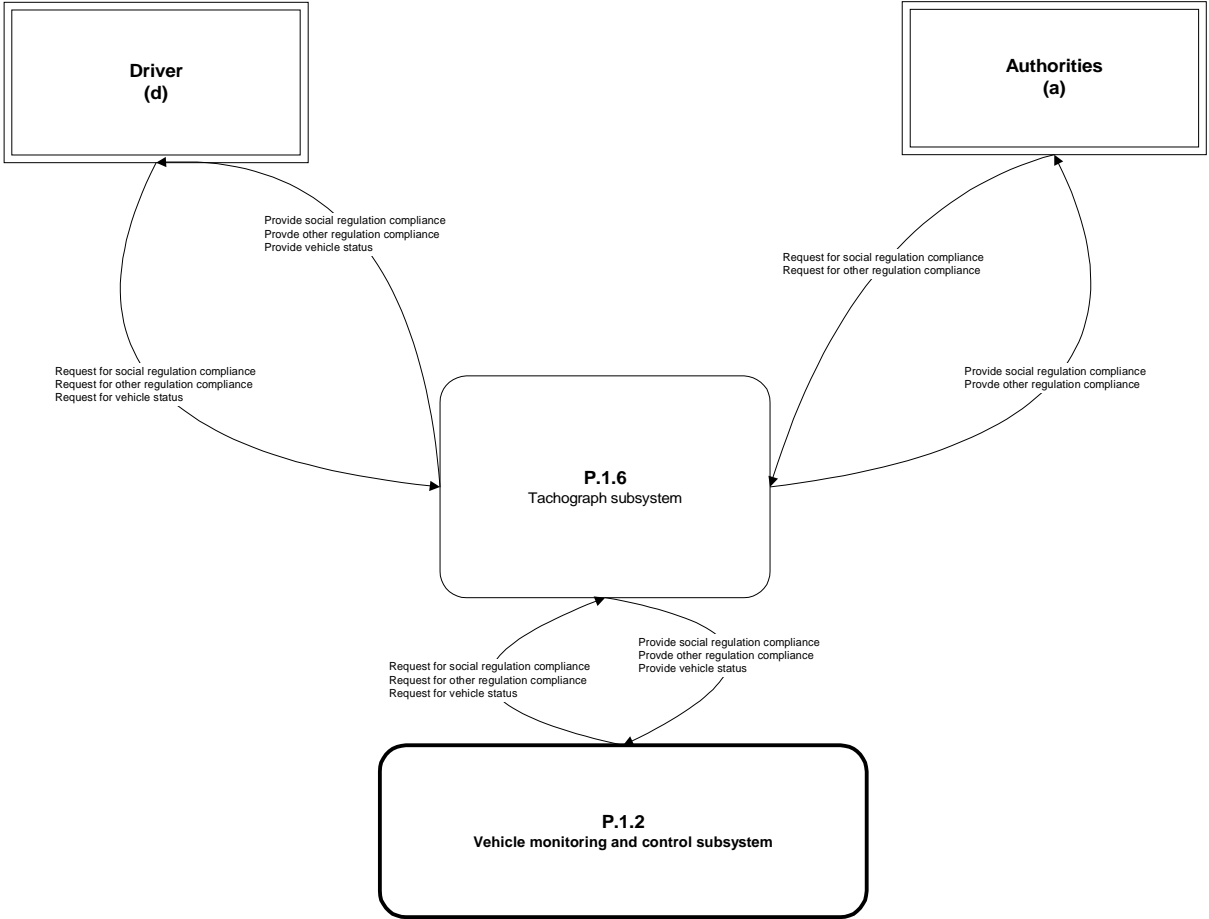 Driver
(d)
Authorities
(a)
Provide social regulation compliance
Provde other regulation compliance
Provide vehicle status
Request for social regulation compliance
Request for other regulation compliance
Request for social regulation compliance
Request for other regulation compliance
Request for vehicle status
Provide social regulation compliance
Provde other regulation compliance
P.1.6
Tachograph subsystem
Provide social regulation compliance
Provde other regulation compliance
Provide vehicle status
Request for social regulation compliance
Request for other regulation compliance
Request for vehicle status
P.1.2
Vehicle monitoring and control subsystem